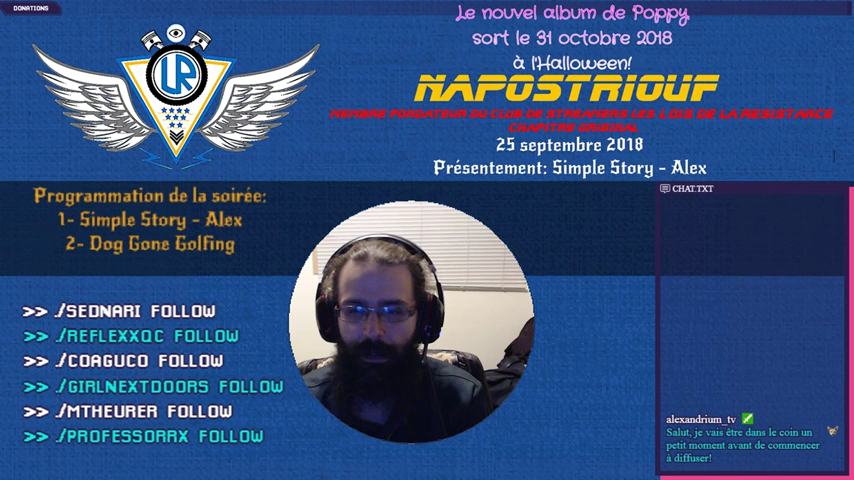 DONATIONS
Le nouvel album de Poppy
sort le 31 octobre 2018
à l'Halloween!
NAPOSTRIOUF
MEMBRE FONDATEUR DU CLUB DE STREAMERS LES LOIS DE LA RESISTANCE
CHAPITRE ORIGINAL
25 septembre 2018
Présentement: Simple Story - Alex
LR
Programmation de la soirée:
1- Simple Story - Alex
2- Dog Gone Golfing
>> ./SEDNARI FOLLOW
>> ./REFLEXXQC FOLLOW
>> ./COAGUCO FOLLOW
>> ./GIRLNEXTDOORS FOLLOW
>> ./MTHEURER FOLLOW
>> ./PROFESSORRX FOLLOW
CHAT.TXT
alexandrium_tv
Salut, je vais être dans le coin un
petit moment avant de commencer
à diffuser!